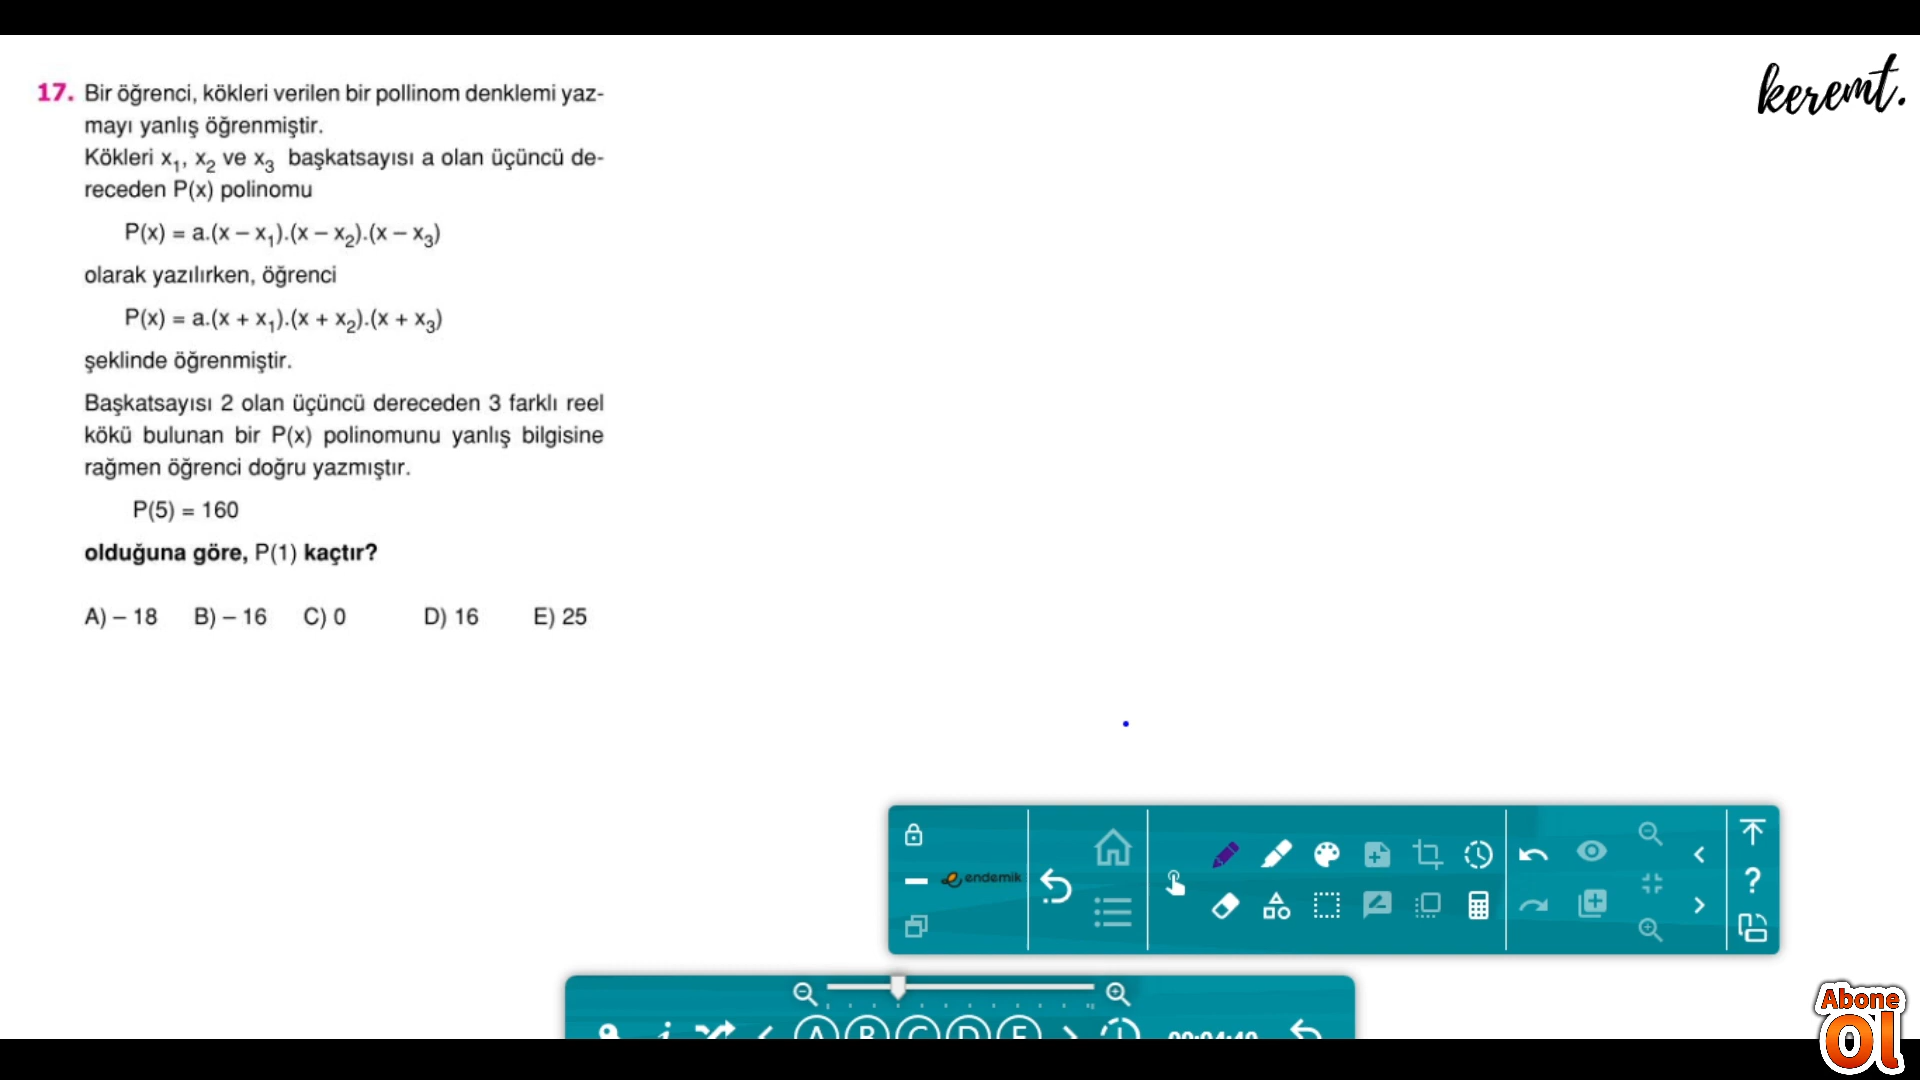 keremt.
17. Bir öğrenci, kökleri verilen bir pollinom denklemi yaz-
mayı yanlış öğrenmiştir.
Kökleri x₁, x₂ ve x₃ başkatsayısı a olan üçüncü de-
receden P(x) polinomu
P(x) = a.(x – x₁).(x – x₂).(x – x₃)
olarak yazılırken, öğrenci
P(x) = a.(x + x₁).(x + x₂).(x + x₃)
şeklinde öğrenmiştir.
Başkatsayısı 2 olan üçüncü dereceden 3 farklı reel
kökü bulunan bir P(x) polinomunu yanlış bilgisine
rağmen öğrenci doğru yazmıştır.
P(5) = 160
olduğuna göre, P(1) kaçtır?
A) – 18 B) – 16 C) 0 D) 16 E) 25
endemik
A B C D E
Abone
Ol